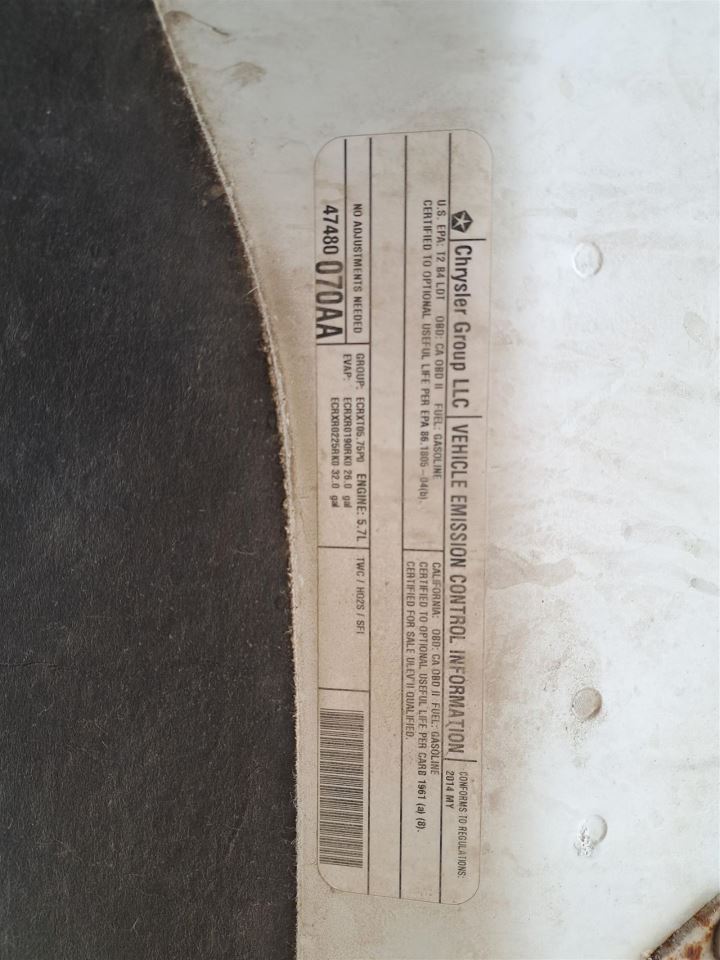 Chrysler Group LLC
VEHICLE EMISSION CONTROL INFORMATION
CONFORMS TO REGULATIONS:
2014 MY
U.S. EPA: T2 B4 LDT OBD: CA OBD II FUEL: GASOLINE
CERTIFIED TO OPTIONAL USEFUL LIFE PER EPA 86.1805-04(b).
CALIFORNIA: OBD: CA OBD II FUEL: GASOLINE
CERTIFIED TO OPTIONAL USEFUL LIFE PER CARB 1961 (a) (8).
CERTIFIED FOR SALE ULEV II QUALIFIED.
NO ADJUSTMENTS NEEDED
47480 070AA
GROUP: ECRXT05.75P0 ENGINE: 5.7L
EVAP: ECRXR0190RK0 26.0 gal
ECRXR0225RK0 32.0 gal
TWC / HO2S / SFI